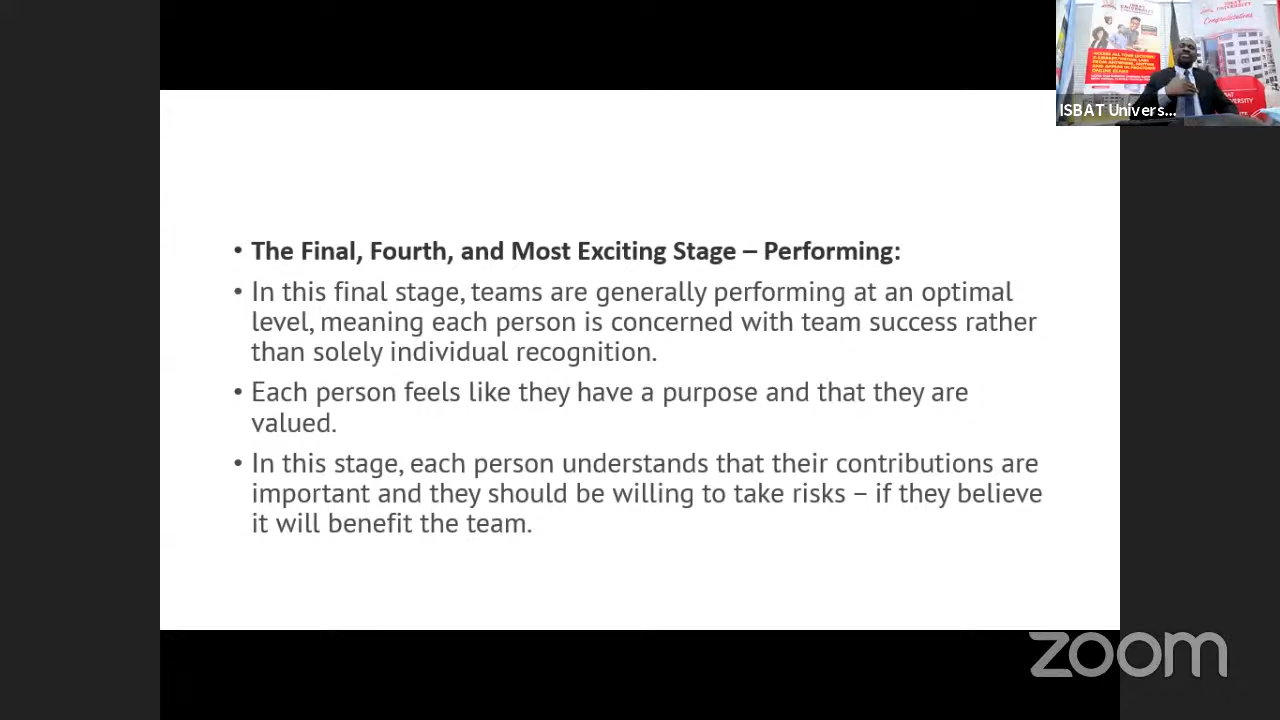 ISBAT Univers...
• The Final, Fourth, and Most Exciting Stage – Performing:
• In this final stage, teams are generally performing at an optimal
level, meaning each person is concerned with team success rather
than solely individual recognition.
• Each person feels like they have a purpose and that they are
valued.
• In this stage, each person understands that their contributions are
important and they should be willing to take risks – if they believe
it will benefit the team.
zoom